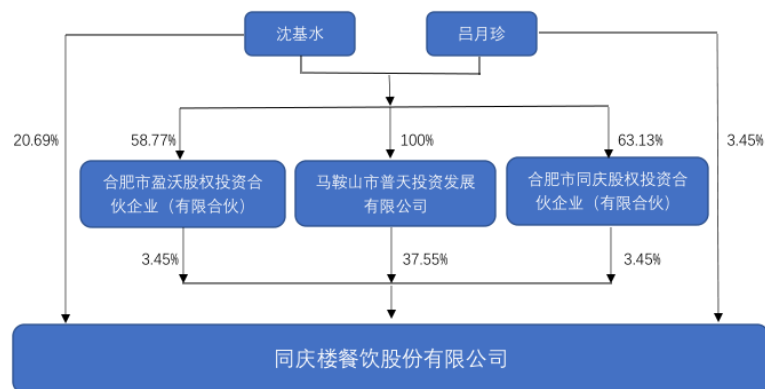 沈基水
吕月珍
20.69%
58.77%
100%
63.13%
3.45%
合肥市盈沃股权投资合
伙企业（有限合伙）
马鞍山市普天投资发展
有限公司
合肥市同庆股权投资合
伙企业（有限合伙）
3.45%
37.55%
3.45%
同庆楼餐饮股份有限公司